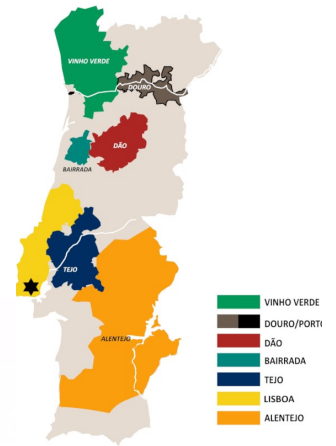 VINHO VERDE
DOURO
DÃO
BAIRRADA
TEJO
ALENTEJO
VINHO VERDE
DOURO/PORTO
DÃO
BAIRRADA
TEJO
LISBOA
ALENTEJO